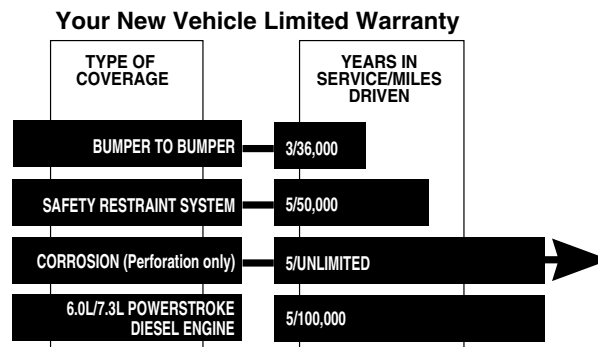 Your New Vehicle Limited Warranty
TYPE OF
COVERAGE
YEARS IN
SERVICE/MILES
DRIVEN
BUMPER TO BUMPER
3/36,000
SAFETY RESTRAINT SYSTEM
5/50,000
CORROSION (Perforation only)
5/UNLIMITED
6.0L/7.3L POWERSTROKE
DIESEL ENGINE
5/100,000